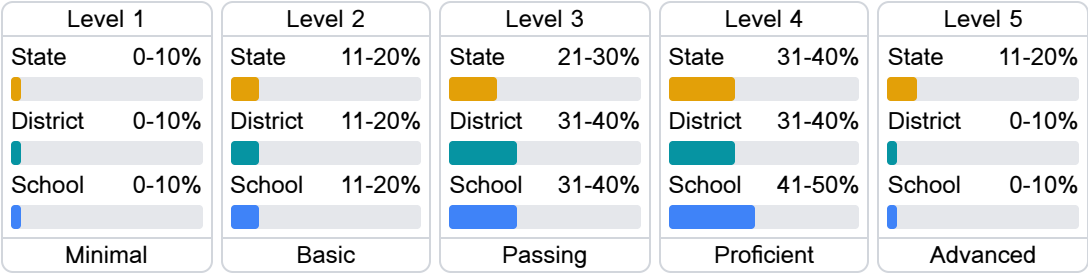 Level 1
State 0-10%
District 0-10%
School 0-10%
Minimal
Level 2
State 11-20%
District 11-20%
School 11-20%
Basic
Level 3
State 21-30%
District 31-40%
School 31-40%
Passing
Level 4
State 31-40%
District 31-40%
School 41-50%
Proficient
Level 5
State 11-20%
District 0-10%
School 0-10%
Advanced